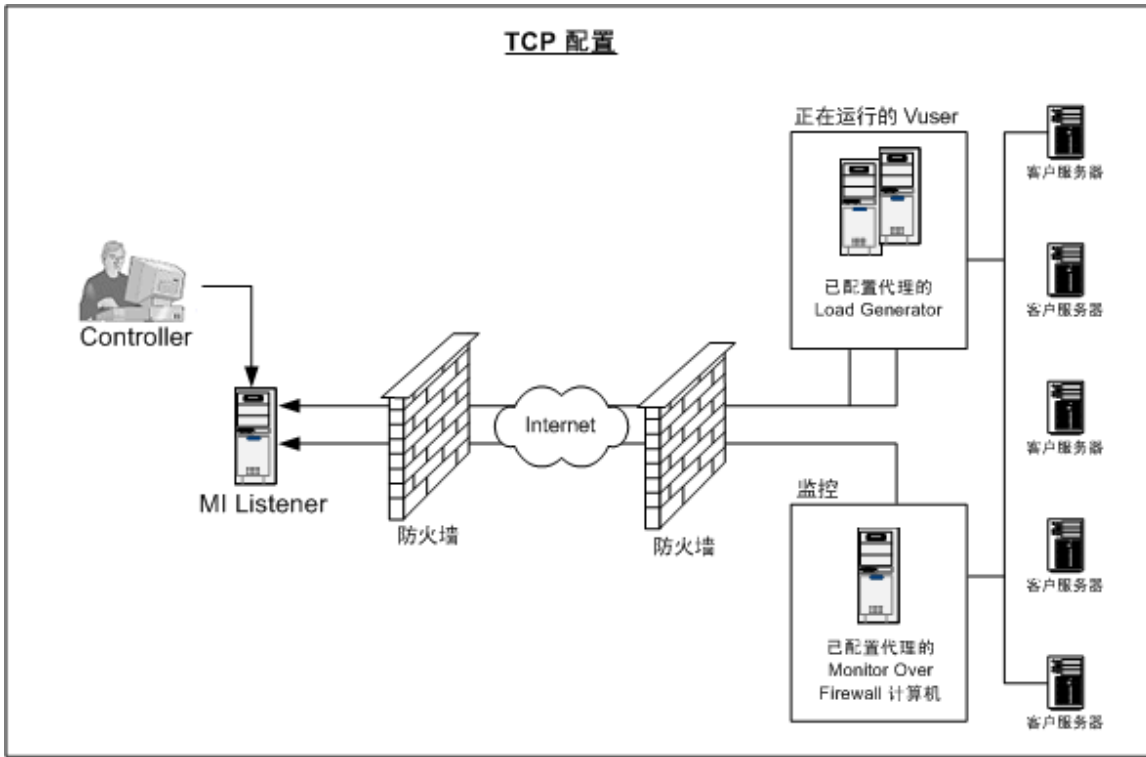 TCP 配置
正在运行的 Vuser
已配置代理的
Load Generator
客户服务器
客户服务器
客户服务器
客户服务器
客户服务器
Controller
MI Listener
防火墙
Internet
防火墙
监控
已配置代理的
Monitor Over
Firewall 计算机